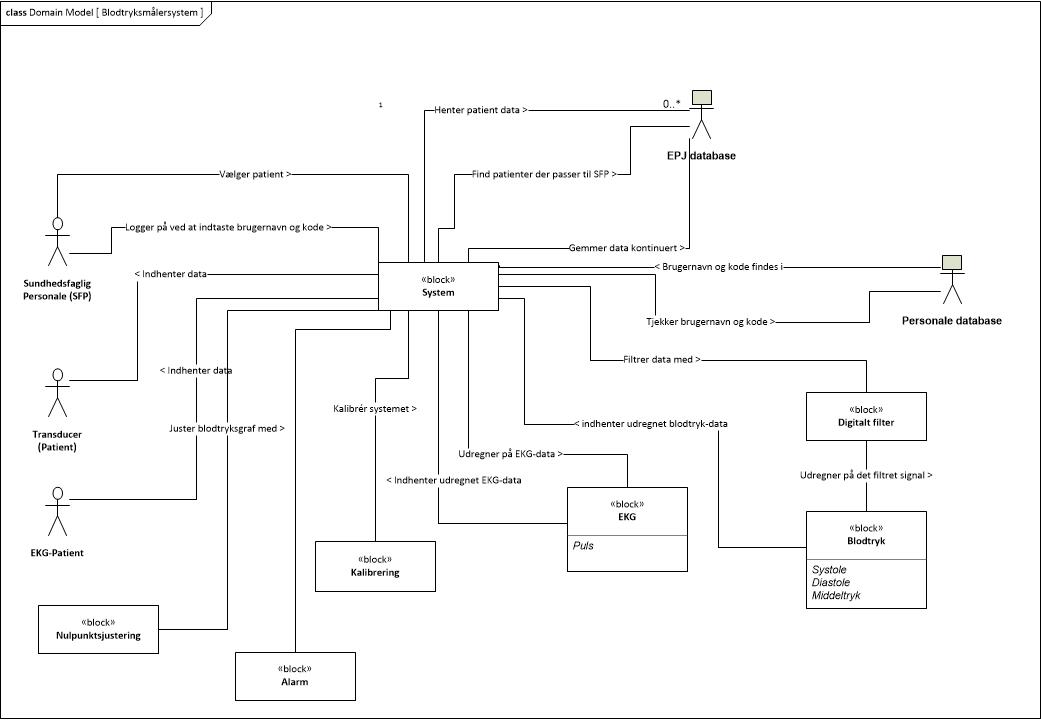 class Domain Model [ Blodtryksmålersystem ]
1
Henter patient data >
0..*
EPJ database
Vælger patient >
Find patienter der passer til SFP >
Logger på ved at indtaste brugernavn og kode >
Gemmer data kontinuert >
Sundhedsfaglig
Personale (SFP)
< Indhenter data
«block»
System
< Brugernavn og kode findes i
Personale database
Tjekker brugernavn og kode >
Filtrer data med >
< Indhenter data
Transducer
(Patient)
Kalibrér systemet >
Juster blodtryksgraf med >
< indhenter udregnet blodtryk-data
«block»
Digitalt filter
Udregner på EKG-data >
< Indhenter udregnet EKG-data
Udregner på det filtret signal >
EKG-Patient
«block»
EKG
Puls
«block»
Blodtryk
Systole
Diastole
Middeltryk
«block»
Kalibrering
«block»
Nulpunktsjustering
«block»
Alarm